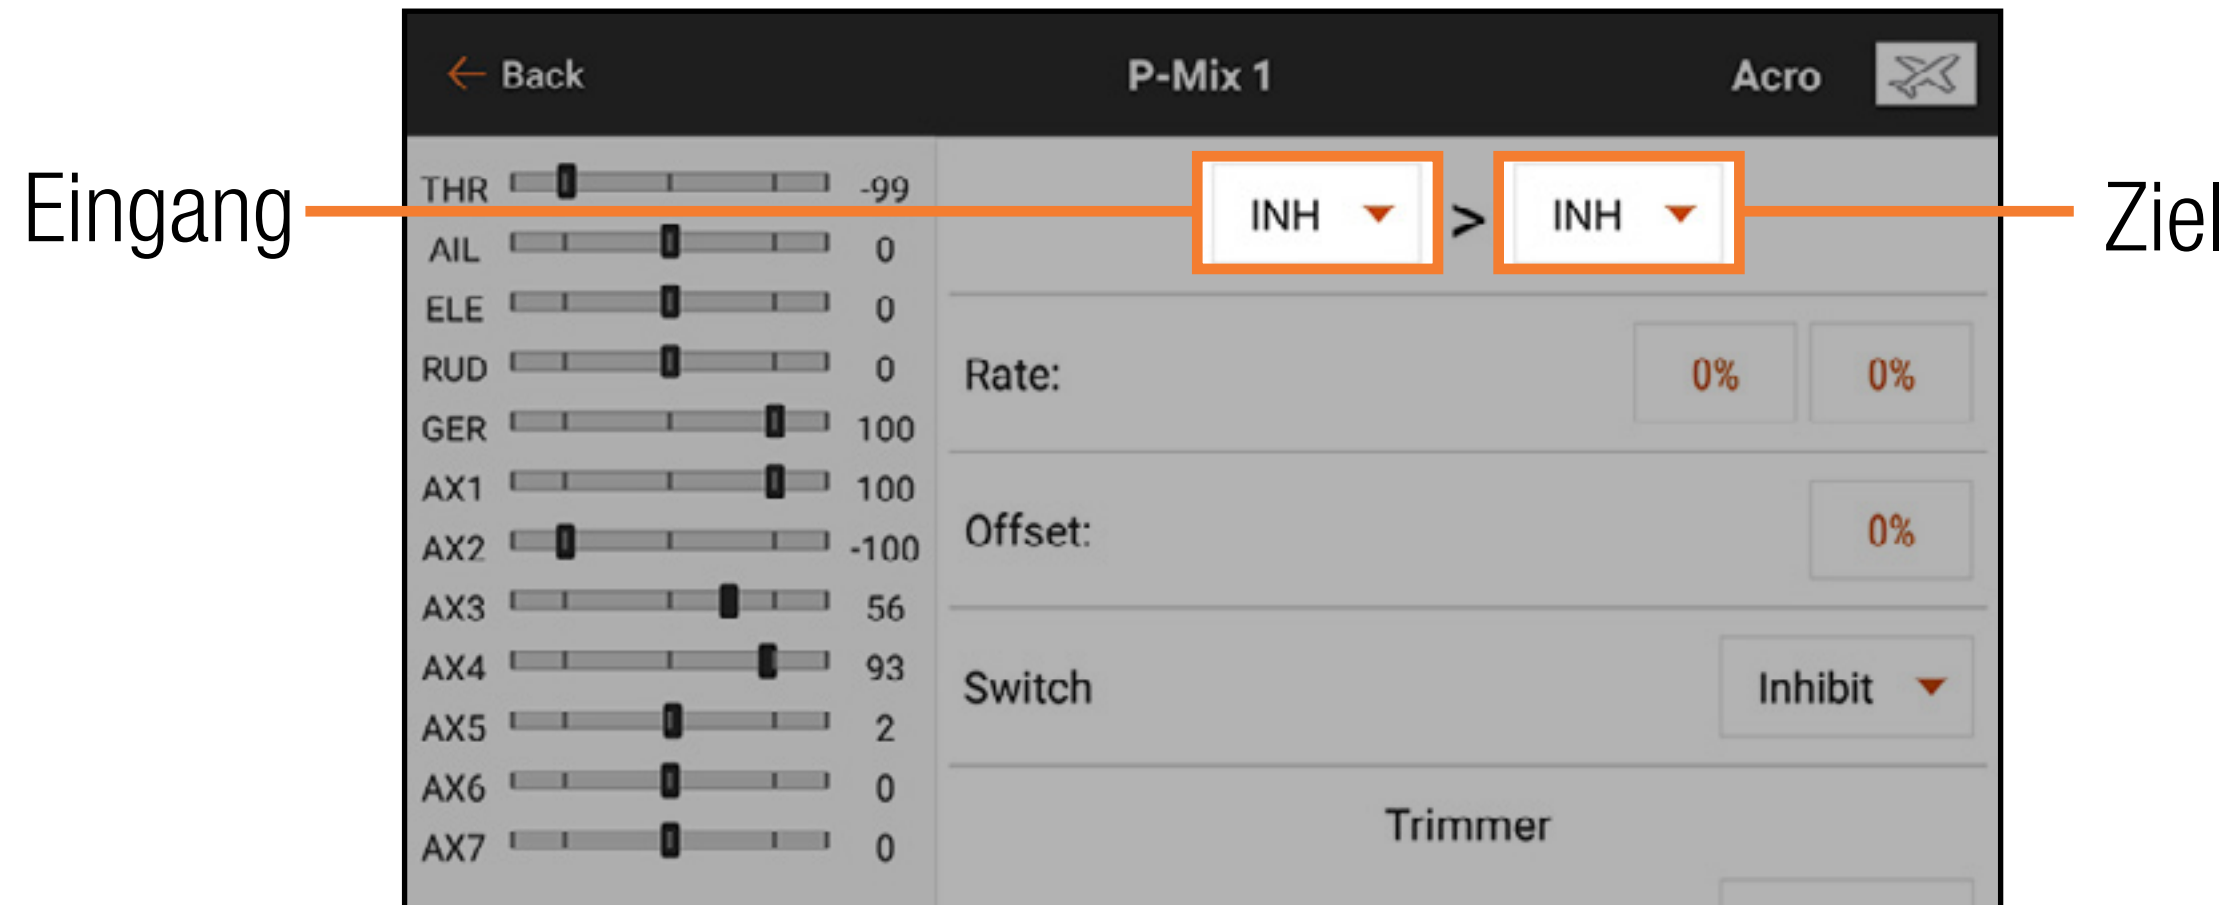 ← Back P-Mix 1 Acro
Eingang
Ziel
INH > INH
THR -99
AIL 0
ELE 0
RUD 0
GER 100
AX1 100
AX2 -100
AX3 56
AX4 93
AX5 2
AX6 0
AX7 0
Rate: 0% 0%
Offset: 0%
Switch Inhibit
Trimmer